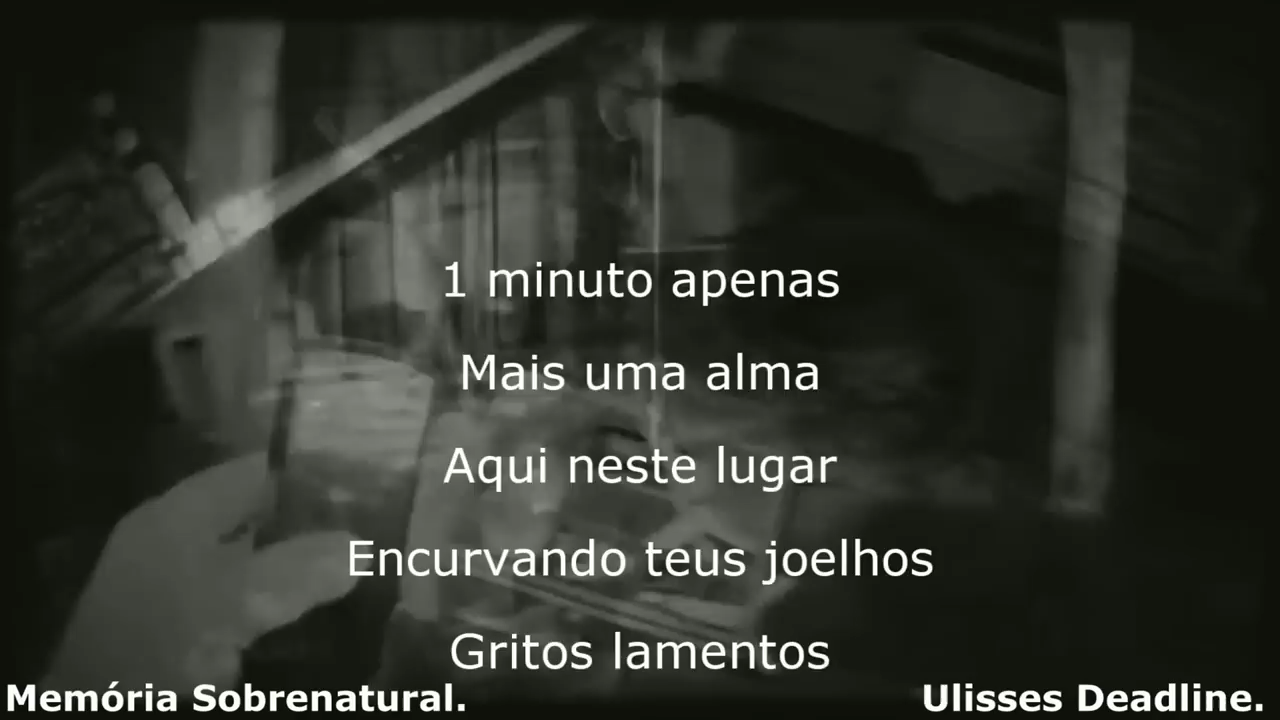 1 minuto apenas
Mais uma alma
Aqui neste lugar
Encurvando teus joelhos
Gritos lamentos
Memória Sobrenatural.
Ulisses Deadline.